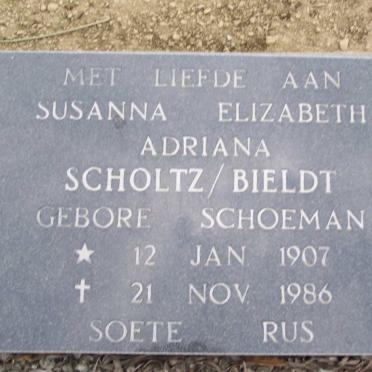 MET LIEFDE AAN
SUSANNA ELIZABETH
ADRIANA
SCHOLTZ/BIELDT
GEBORE SCHOEMAN
★ 12 JAN 1907
✝ 21 NOV 1986
SOETE RUS